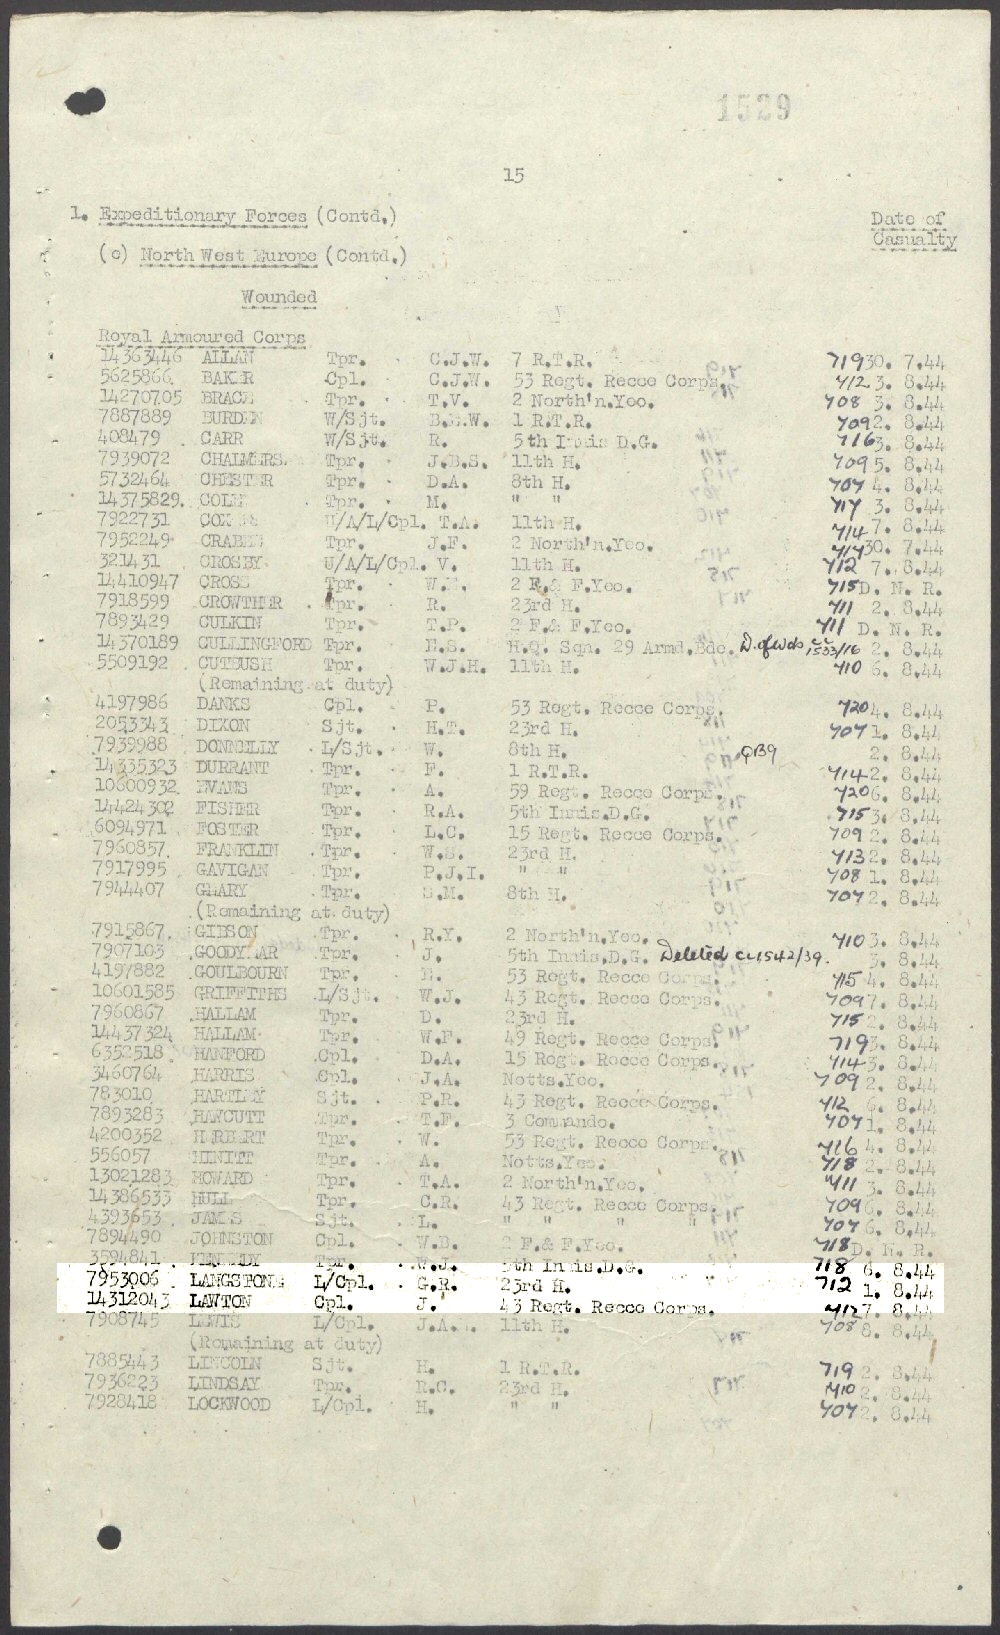 1529
15
1. Expeditionary Forces (Contd.) Date of
Casualty
(c) North West Europe (Contd.)
Wounded
Royal Armoured Corps
14363446 ALLAN Tpr. C.J.W. 7 R.T.R. 719 30. 7.44
5625866 BAKER Cpl. C.J.W. 53 Regt. Recce Corps. 712 3. 8.44
14270705 BRACE Tpr. T.V. 2 North'n.Yeo. 708 3. 8.44
7887889 BURDEN W/Sjt. B.E.W. 1 R.T.R. 709 2. 8.44
408479 CARR W/Sjt. R. 5th Innis D.G. 716 3. 8.44
7939072 CHALMERS. Tpr. J.B.S. 11th H. 709 5. 8.44
5732464 CHESTER Tpr. D.A. 8th H. 707 4. 8.44
14375829. COLE Tpr. M. " " 717 3. 8.44
7922731 U/A/L/Cpl. T.A. 11th H. 714 7. 8.44
7952249 Tpr. J.F. 2 North'n.Yeo. 717 30. 7.44
321431 CROSBY U/A/L/Cpl. V. 11th H. 712 7. 8.44
14410947 CROSS Tpr. 2 F. & F.Yeo. 715 D. N. R.
7918599 CROWTHER Tpr. R. 23rd H. 711 2. 8.44
7893429 CULKIN Tpr. T.P. 2 F.& F.Yeo. 711 D. N. R.
14370189 CULLINGFORD Tpr. H.S. H.Q. Sqn. 29 Armd.Bde. D. of Wds 1533/16 2. 8.44
5509192 CUTBUSH Tpr. W.J.H. 11th H. 710 6. 8.44
(Remaining at duty)
4197986 DANKS Cpl. P. 53 Regt. Recce Corps. 720 4. 8.44
2053343 DIXON Sjt. H.T. 23rd H. 707 1. 8.44
7939988 DONNELLY L/Sjt. W. 8th H. 2. 8.44
14335323 DURRANT Tpr. F. 1 R.T.R. 714 2. 8.44
10600932 EVANS Tpr. A. 59 Regt. Recce Corps. 720 6. 8.44
14424302 FISHER Tpr. R.A. 5th Innis.D.G. 715 3. 8.44
6094971 FOSTER Tpr. L.C. 15 Regt. Recce Corps. 709 2. 8.44
7960857 FRANKLIN Tpr. W.S. 23rd H. 713 2. 8.44
7917995 GAVIGAN Tpr. P.J.I. " " 708 1. 8.44
7944407 GEARY Tpr. S.M. 8th H. 707 2. 8.44
(Remaining at duty)
7915867. GIBSON Tpr. R.Y. 2 North'n.Yeo. 710 3. 8.44
7907103 GOODYEAR Tpr. J. 5th Innis.D.G. Deleted CL1542/39. 3. 8.44
4197882 GOULBOURN Tpr. 53 Regt. Recce Corps. 715 4. 8.44
10601585 GRIFFITHS L/Sjt. W.J. 43 Regt. Recce Corps. 709 7. 8.44
7960867 HALLAM Tpr. D. 23rd H. 715 2. 8.44
14437324 HALLAM Tpr. W.F. 49 Regt. Recce Corps. 719 3. 8.44
6352518 HANFORD Cpl. D.A. 15 Regt. Recce Corps. 714 3. 8.44
3460764 HARRIS Cpl. J.A. Notts.Yeo. 709 2. 8.44
783010 HARTLEY Sjt. P.R. 43 Regt. Recce Corps. 712 6. 8.44
7893283 HAWCUTT Tpr. T.F. 3 Commando. 707 1. 8.44
4200352 HERBERT Tpr. W. 53 Regt. Recce Corps. 716 4. 8.44
556057 HINITT Tpr. A. Notts.Yeo. 718 2. 8.44
13021283 HOWARD Tpr. T.A. 2 North'n.Yeo. 711 3. 8.44
14386533 HULL Tpr. C.R. 43 Regt. Recce Corps. 709 6. 8.44
4393653 JAMES Sjt. L. " " " " 707 6. 8.44
7894490 JOHNSTON Cpl. W.D. 2 F.& F.Yeo. 718 D. N. R.
3594841 KENNEDY Tpr. W.J. 5th Innis.D.G. 718 6. 8.44
7953006 LANGSTONE L/Cpl. G.R. 23rd H. 712 1. 8.44
14312043 LAWTON Cpl. J. 43 Regt. Recce Corps. 712 7. 8.44
7908745 LEWIS L/Cpl. 11th H. 708 8. 8.44
(Remaining at duty)
7885443 LINCOLN Sjt. H. 1 R.T.R. 719 2. 8.44
7936223 LINDSAY Tpr. R.C. 23rd H. 710 2. 8.44
7928418 LOCKWOOD L/Cpl. H. " " 707 2. 8.44